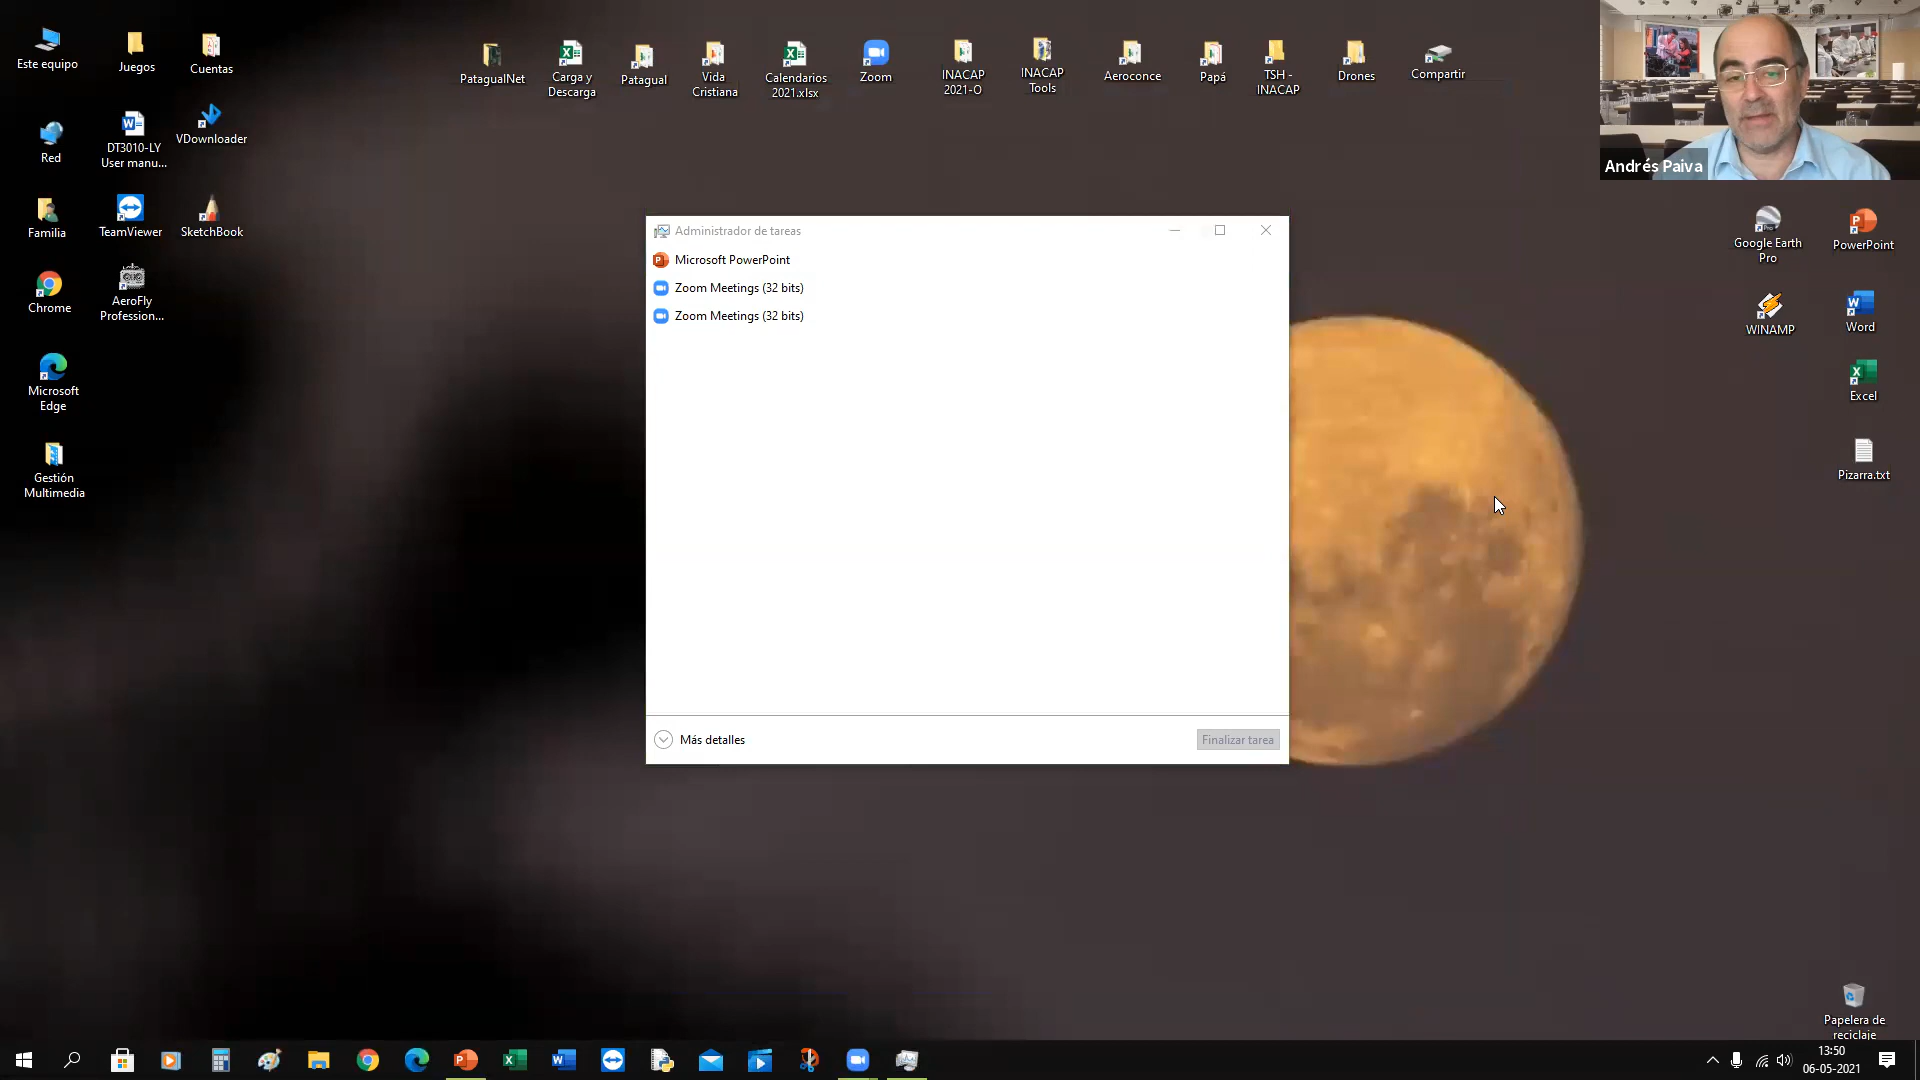 Este equipo
Juegos
Cuentas
PatagualNet
Carga y
Descarga
Patagual
Vida
Cristiana
Calendarios
2021.xlsx
Zoom
INACAP
2021-O
INACAP
Tools
Aeroconce
Papá
TSH -
INACAP
Drones
Compartir
Andrés Paiva
Red
DT3010-LY
User manu...
VDownloader
Familia
TeamViewer
SketchBook
Chrome
AeroFly
Profession...
Microsoft
Edge
Gestión
Multimedia
Administrador de tareas
Microsoft PowerPoint
Zoom Meetings (32 bits)
Zoom Meetings (32 bits)
Más detalles
Finalizar tarea
Google Earth
Pro
PowerPoint
WINAMP
Word
Excel
Pizarra.txt
Papelera de
reciclaje
13:50
06-05-2021